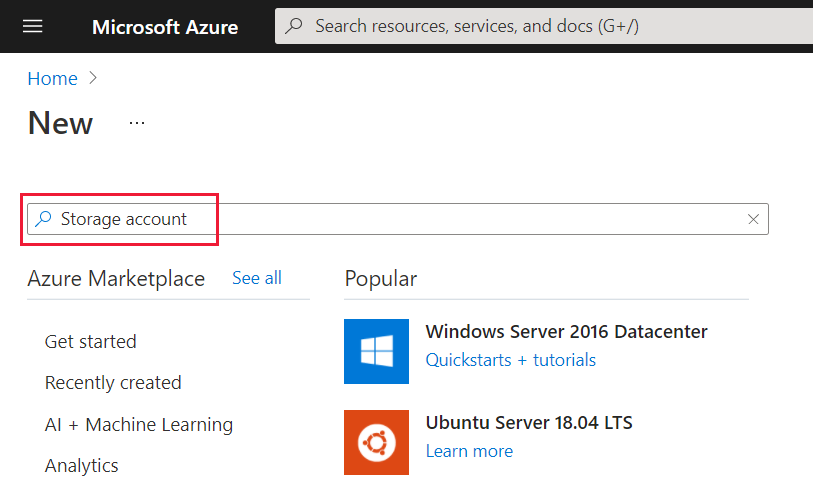 Microsoft Azure
Search resources, services, and docs (G+/)
Home
New
Storage account
Azure Marketplace See all
Get started
Recently created
AI + Machine Learning
Analytics
Popular
Windows Server 2016 Datacenter
Quickstarts + tutorials
Ubuntu Server 18.04 LTS
Learn more